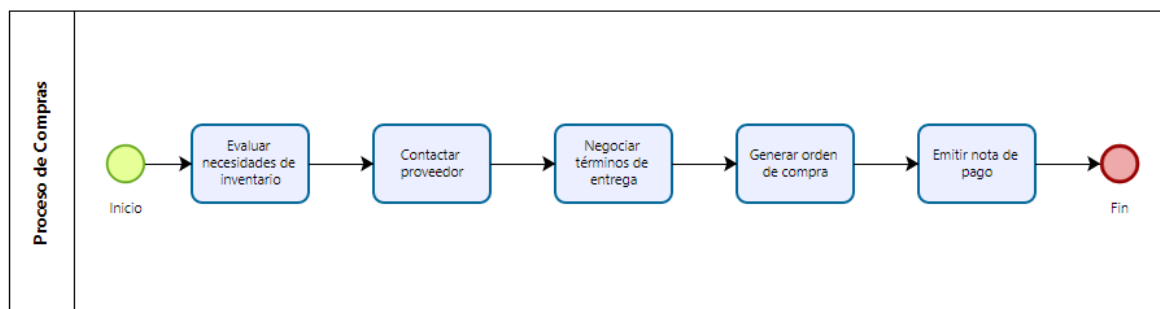 Proceso de Compras
Inicio
Evaluar
necesidades de
inventario
Contactar
proveedor
Negociar
términos de
entrega
Generar orden
de compra
Emitir nota de
pago
Fin